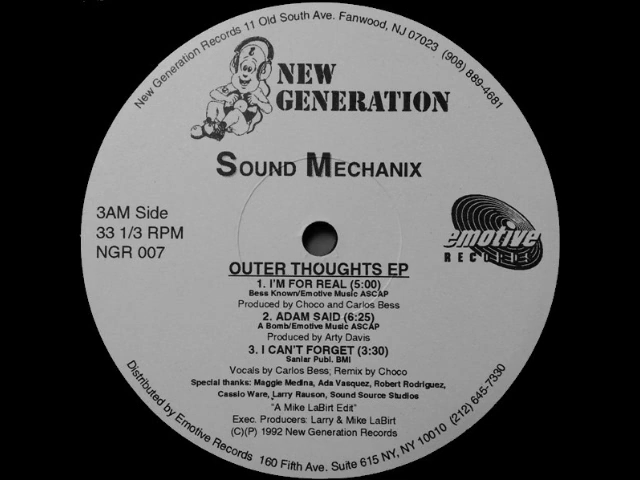 New Generation Records 11 Old South Ave. Fanwood, NJ 07023 (908) 889-4681
NEW
GENERATION
SOUND MECHANIX
3AM Side
33 1/3 RPM
NGR 007
emotive
RECORDS
OUTER THOUGHTS EP
1. I'M FOR REAL (5:00)
Bess Known/Emotive Music ASCAP
Produced by Choco and Carlos Bess
2. ADAM SAID (6:25)
A Bomb/Emotive Music ASCAP
Produced by Arty Davis
3. I CAN'T FORGET (3:30)
Sanlar Publ. BMI
Vocals by Carlos Bess; Remix by Choco
Special thanks: Maggie Medina, Ada Vasquez, Robert Rodriguez,
Cassio Ware, Larry Rauson, Sound Source Studios
"A Mike LaBirt Edit"
Exec. Producers: Larry & Mike LaBirt
(C)(P) 1992 New Generation Records
Distributed by Emotive Records 160 Fifth Ave. Suite 615 NY, NY 10010 (212) 645-7330